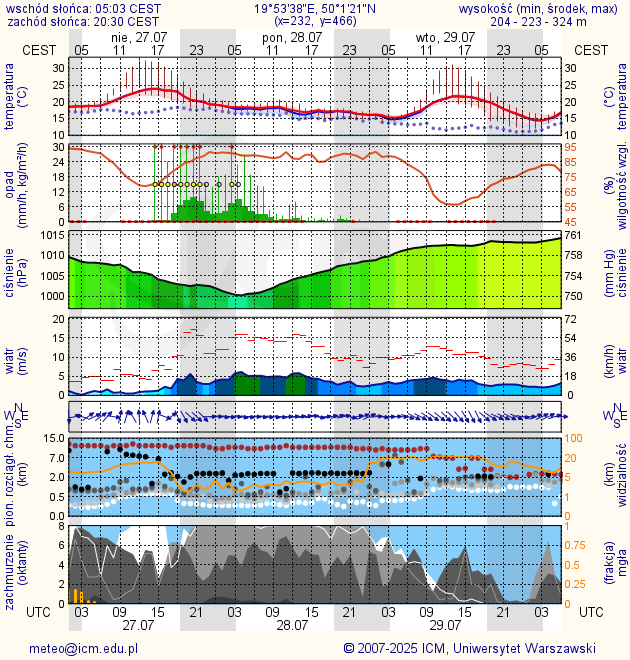 wschód słońca: 05:03 CEST 19°53'38"E, 50°1'21"N wysokość (min, środek, max)
zachód słońca: 20:30 CEST (x=232, y=466) 204 - 223 - 324 m
nie, 27.07 pon, 28.07 wto, 29.07
CEST 05 11 17 23 05 11 17 23 05 11 17 23 05 CEST
temperatura (°C) 30 25 20 15 10 30 25 20 15 10 (°C) temperatura
opad (mm/h, kg/m²/h) 30 24 18 12 6 0 95 85 75 65 55 45 (%) wilgotność wzgl.
ciśnienie (hPa) 1015 1010 1005 1000 761 758 754 750 (mm Hg) ciśnienie
wiatr (m/s) 20 15 10 5 0 72 54 36 18 0 (km/h) wiatr
N W E S N W E S
pion. rozciągł. chm. (km) 15.0 7.0 2.0 0.5 0.0 100 20 5 1 0 (km) widzialność
zachmurzenie (oktanty) 8 6 4 2 0 1 0.75 0.5 0.25 0 (frakcja) mgła
UTC 03 09 15 21 03 09 15 21 03 09 15 21 03 UTC
27.07 28.07 29.07
meteo@icm.edu.pl © 2007-2025 ICM, Uniwersytet Warszawski